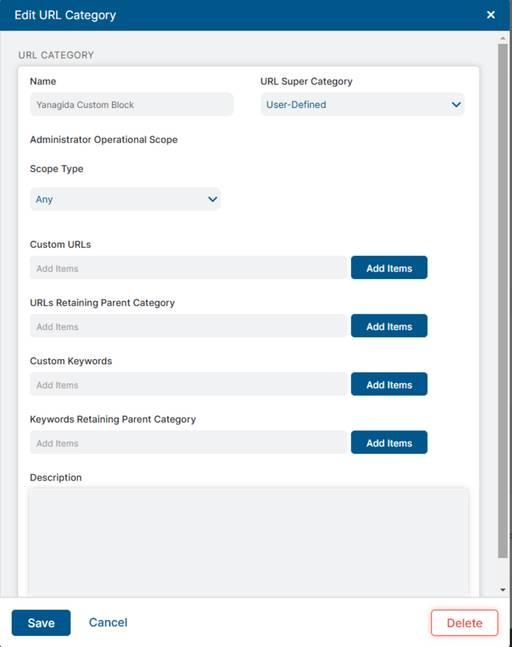 Edit URL Category
URL CATEGORY
Name
URL Super Category
Yanagida Custom Block
User-Defined
Administrator Operational Scope
Scope Type
Any
Custom URLs
Add Items
Add Items
URLs Retaining Parent Category
Add Items
Add Items
Custom Keywords
Add Items
Add Items
Keywords Retaining Parent Category
Add Items
Add Items
Description
Save
Cancel
Delete